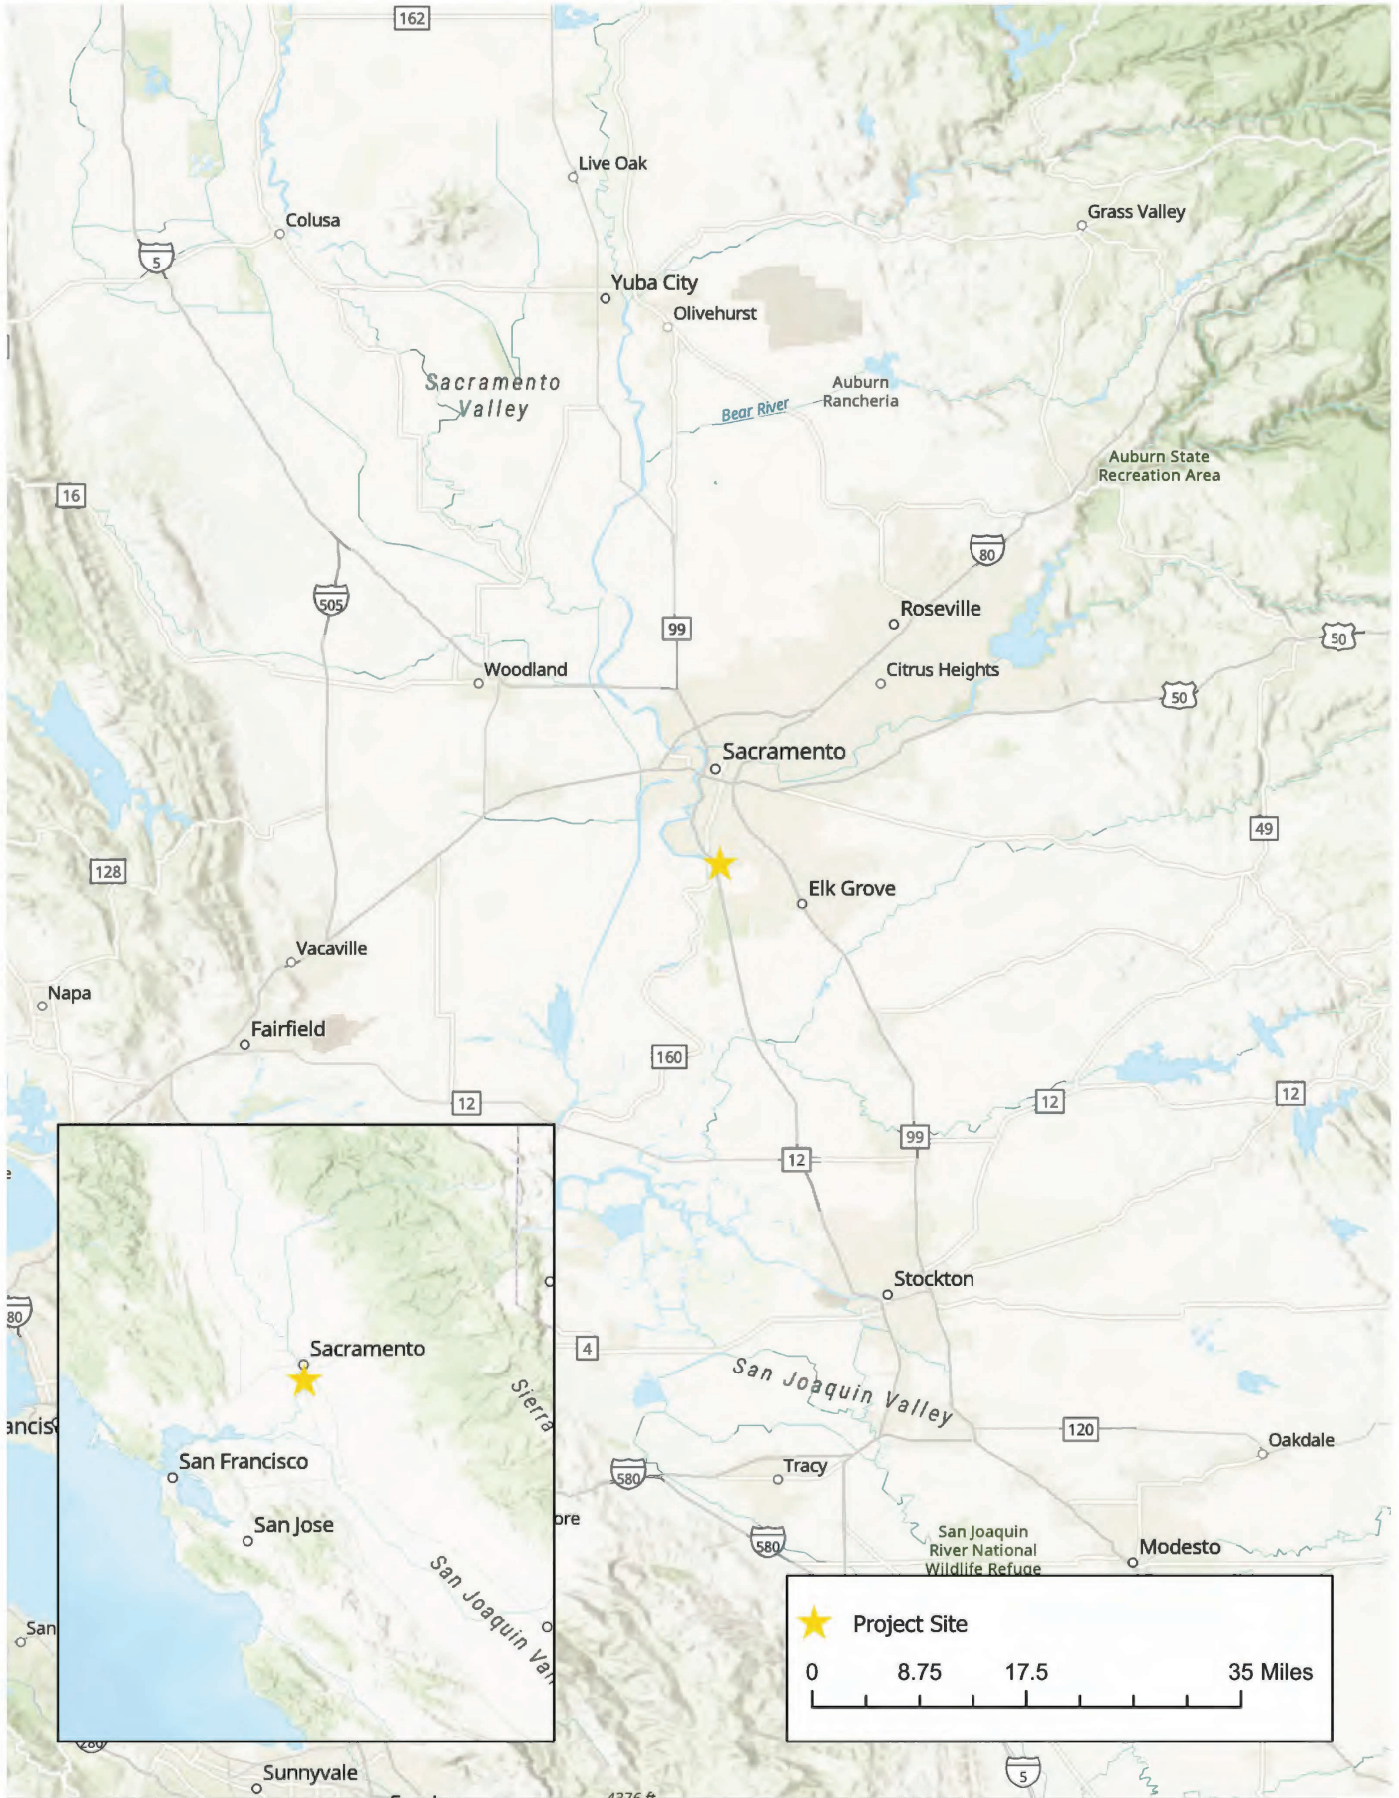 162
Live Oak
Colusa
Grass Valley
5
Yuba City
Olivehurst
Sacramento
Valley
Auburn
Rancheria
Bear River
Auburn State
Recreation Area
16
80
505
Roseville
99
50
Woodland
Citrus Heights
50
Sacramento
49
128
Elk Grove
Vacaville
Napa
Fairfield
160
12
12
12
99
12
Stockton
80
Sacramento
4
San Joaquin Valley
Sierra
120
Oakdale
San Francisco
Tracy
580
San Jose
ore
San Joaquin
River National
Wildlife Refuge
580
Modesto
San Joaquin Val
San
Project Site
0 8.75 17.5 35 Miles
280
Sunnyvale
5